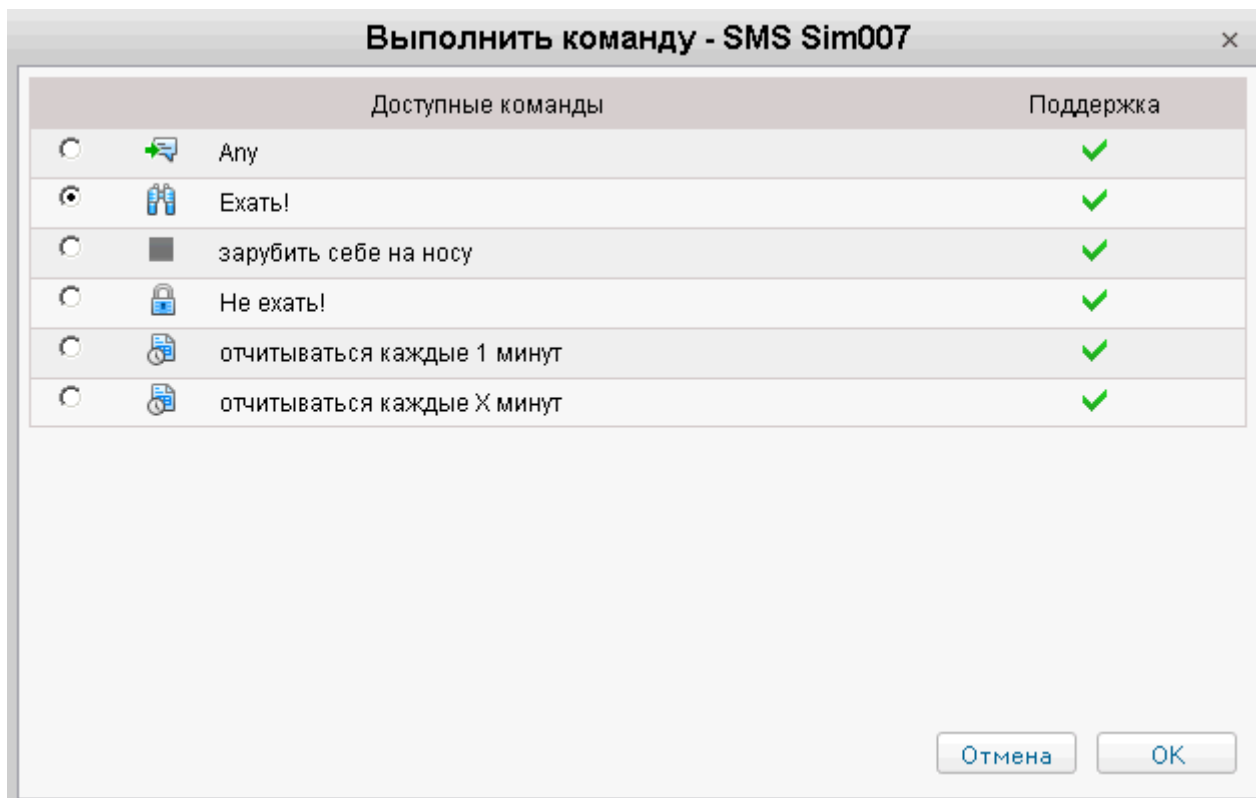 Выполнить команду - SMS Sim007
Доступные команды Поддержка
Any
Ехать!
зарубить себе на носу
Не ехать!
отчитываться каждые 1 минут
отчитываться каждые X минут
Отмена OK